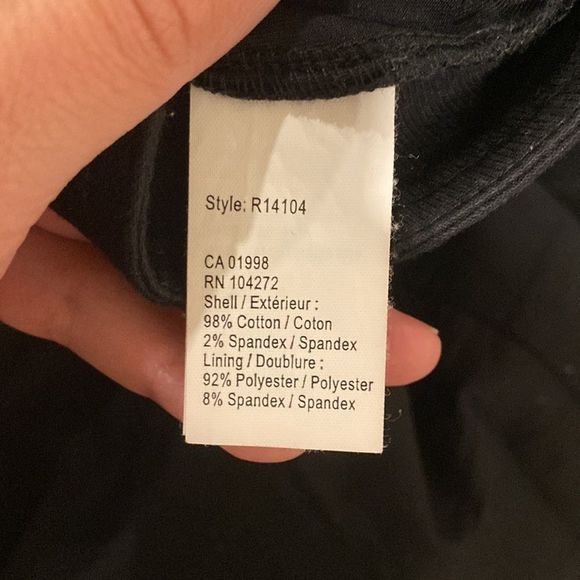 Style: R14104
CA 01998
RN 104272
Shell / Extérieur :
98% Cotton / Coton
2% Spandex / Spandex
Lining / Doublure :
92% Polyester / Polyester
8% Spandex / Spandex